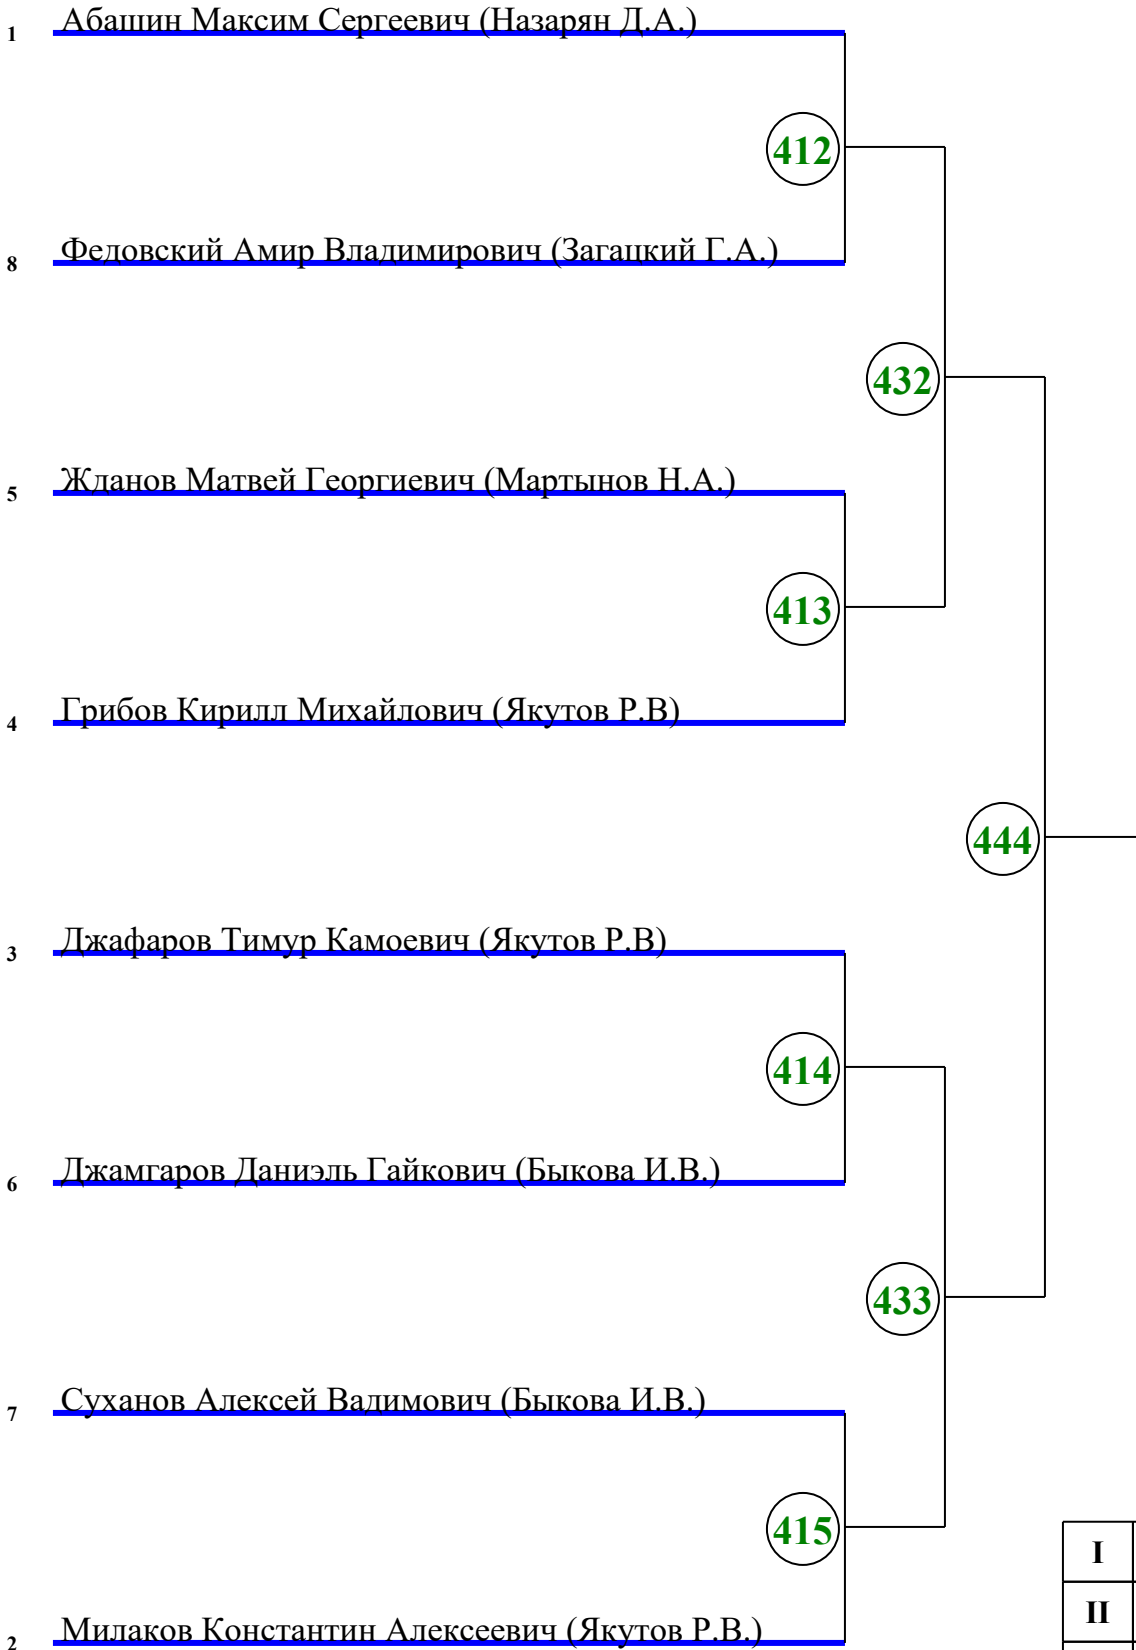 1 Абашин Максим Сергеевич (Назарян Д.А.)
412
8 Федовский Амир Владимирович (Загацкий Г.А.)
432
5 Жданов Матвей Георгиевич (Мартынов Н.А.)
413
4 Грибов Кирилл Михайлович (Якутов Р.В)
444
3 Джафаров Тимур Камоевич (Якутов Р.В)
414
6 Джамгаров Даниэль Гайкович (Быкова И.В.)
433
7 Суханов Алексей Вадимович (Быкова И.В.)
415
I
II
2 Милаков Константин Алексеевич (Якутов Р.В.)